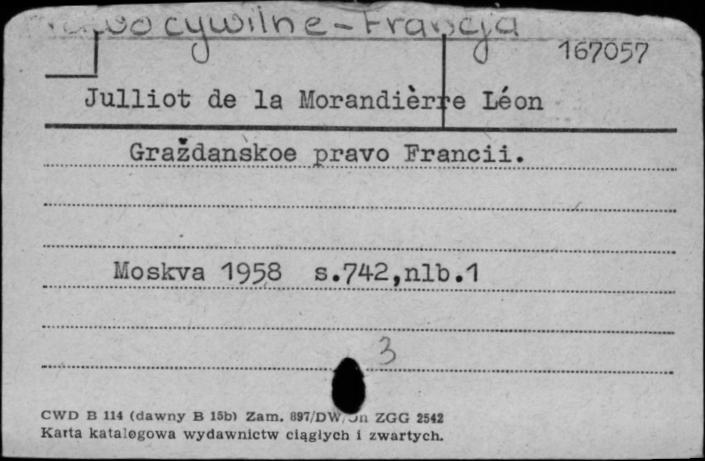 cywilne - Francja
167057
Julliot de la Morandièrre Léon
Graždanskoe pravo Francii.
Moskva 1958 s.742,nlb.1
3
CWD B 114 (dawny B 15b) Zam. 897/DW/ ZGG 2542
Karta katalogowa wydawnictw ciągłych i zwartych.